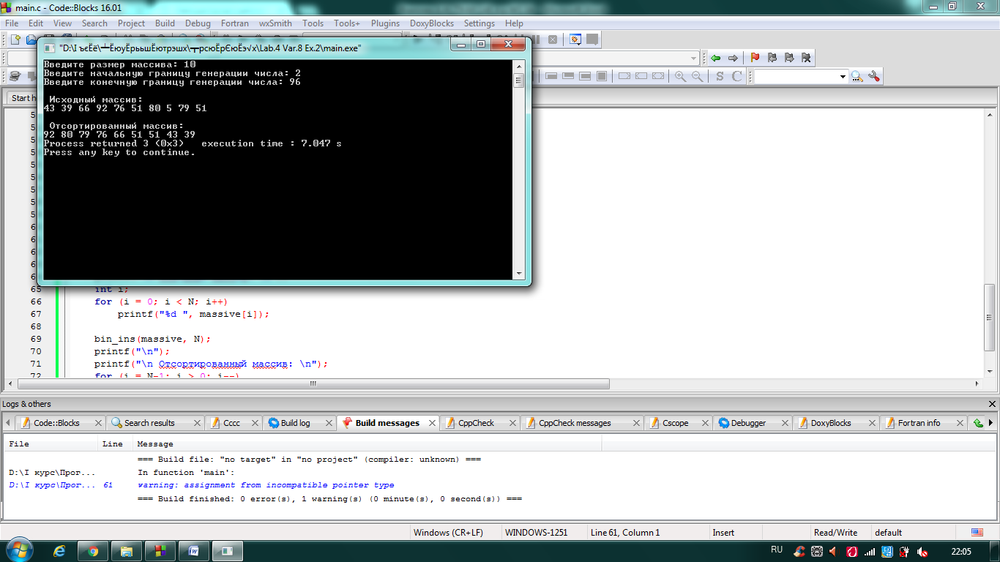 main.c - Code::Blocks 16.01
File Edit View Search Project Build Debug Fortran wxSmith Tools Tools+ Plugins DoxyBlocks Settings Help
\Lab.4 Var.8 Ex.2\main.exe"
S C
Start h
Введите размер массива: 10
Введите начальную границу генерации числа: 2
Введите конечную границу генерации числа: 96
Исходный массив:
43 39 66 92 76 51 80 5 79 51
Отсортированный массив:
92 80 79 76 66 51 51 43 39
Process returned 3 (0x3) execution time : 7.047 s
Press any key to continue.
65 int i;
66 for (i = 0; i < N; i++)
67 printf("%d ", massive[i]);
68
69 bin_ins(massive, N);
70 printf("\n");
71 printf("\n Отсортированный массив: \n");
72 for (i = N-1; i > 0; i--)
Logs & others
Code::Blocks Search results Cccc Build log Build messages CppCheck CppCheck messages Cscope Debugger DoxyBlocks Fortran info
File Line Message
=== Build file: "no target" in "no project" (compiler: unknown) ===
D:\I курс\Прог... In function 'main':
D:\I курс\Прог... 61 warning: assignment from incompatible pointer type
=== Build finished: 0 error(s), 1 warning(s) (0 minute(s), 0 second(s)) ===
Windows (CR+LF) WINDOWS-1251 Line 61, Column 1 Insert Read/Write default
RU 22:05